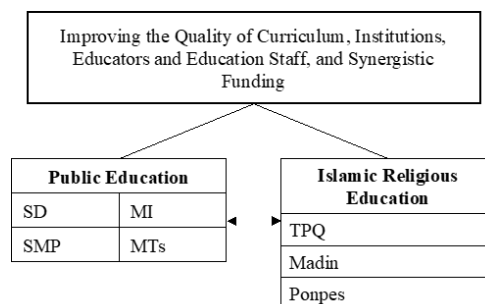 Improving the Quality of Curriculum, Institutions,
Educators and Education Staff, and Synergistic
Funding
Public Education
SD MI
SMP MTs
Islamic Religious
Education
TPQ
Madin
Ponpes